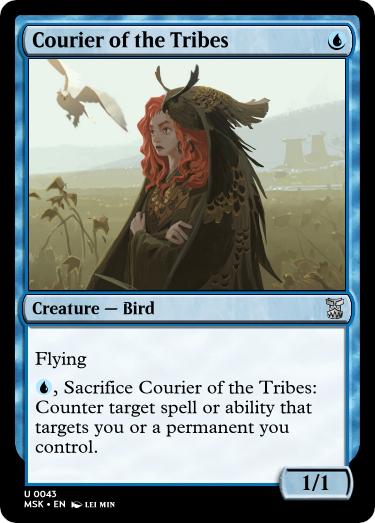 Courier of the Tribes
Creature — Bird
Flying
, Sacrifice Courier of the Tribes:
Counter target spell or ability that
targets you or a permanent you
control.
1/1
U 0043
MSK • EN LEI MIN